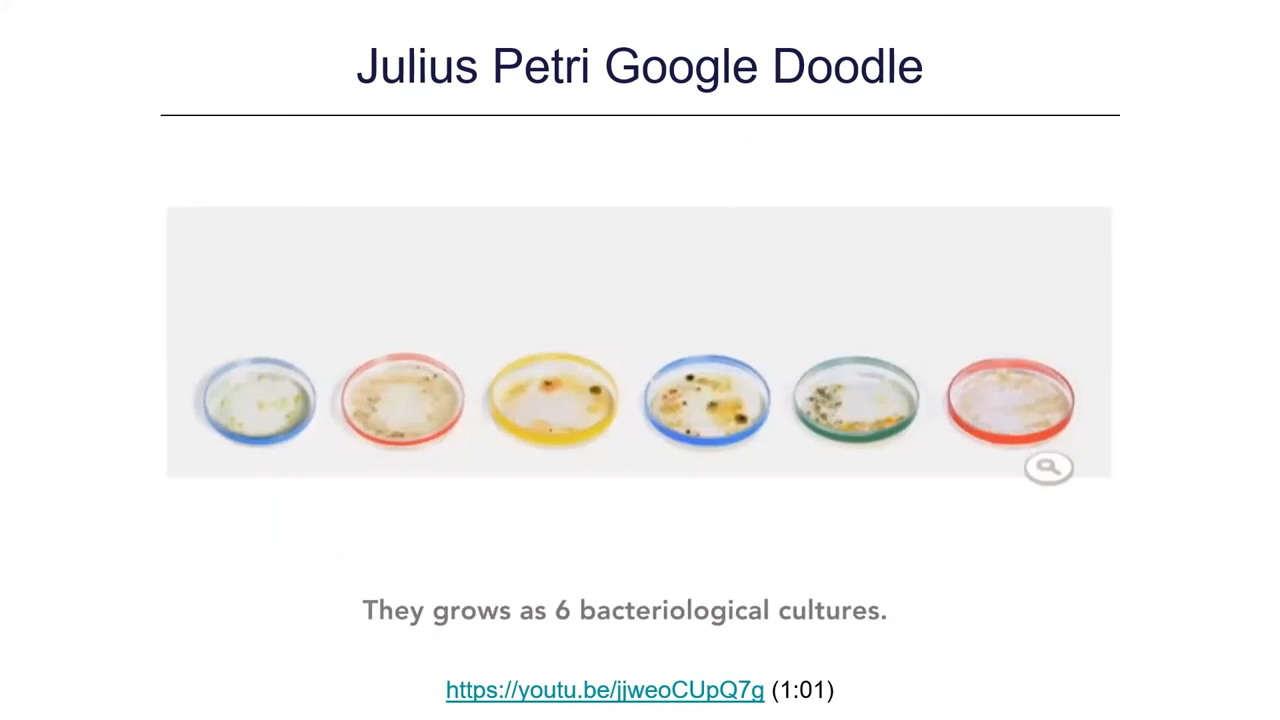 Julius Petri Google Doodle
They grows as 6 bacteriological cultures.
https://youtu.be/jjweoCUpQ7g (1:01)